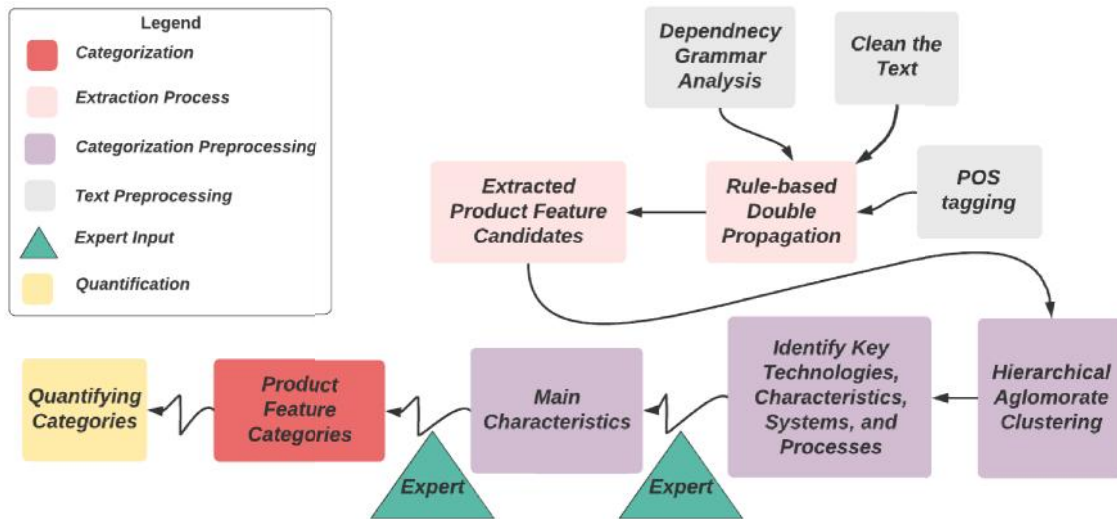 Legend
Categorization
Extraction Process
Categorization Preprocessing
Text Preprocessing
Expert Input
Quantification
Dependnecy
Grammar
Analysis
Clean the
Text
Extracted
Product Feature
Candidates
Rule-based
Double
Propagation
POS
tagging
Quantifying
Categories
Product
Feature
Categories
Main
Characteristics
Identify Key
Technologies,
Characteristics,
Systems, and
Processes
Hierarchical
Aglomorate
Clustering
Expert
Expert